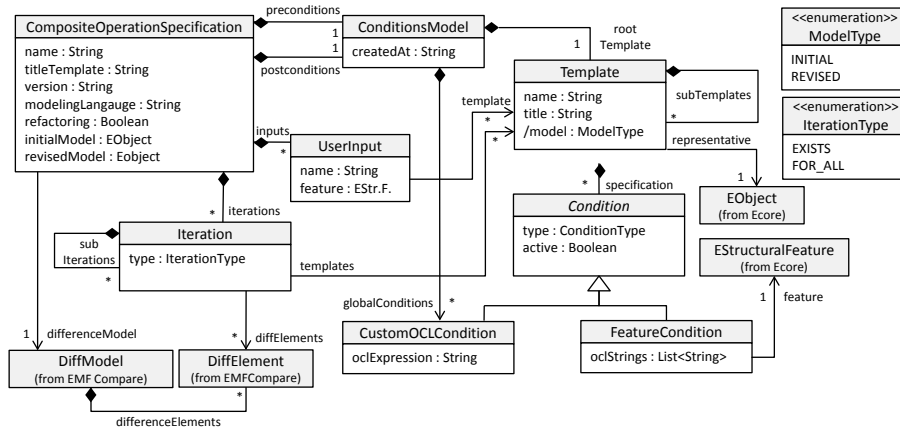 CompositeOperationSpecification
name : String
titleTemplate : String
version : String
modelingLangauge : String
refactoring : Boolean
initialModel : EObject
revisedModel : Eobject
preconditions
1
1
postconditions
ConditionsModel
createdAt : String
root
Template
1
<<enumeration>>
ModelType
INITIAL
REVISED
Template
name : String
title : String
/model : ModelType
subTemplates
*
template
*
*
<<enumeration>>
IterationType
EXISTS
FOR_ALL
inputs
*
UserInput
name : String
feature : EStr.F.
representative
1
EObject
(from Ecore)
* specification
Condition
type : ConditionType
active : Boolean
* iterations
Iteration
type : IterationType
sub
Iterations
*
templates
EStructuralFeature
(from Ecore)
1 feature
globalConditions *
CustomOCLCondition
oclExpression : String
FeatureCondition
oclStrings : List<String>
1 differenceModel
* diffElements
DiffModel
(from EMF Compare)
DiffElement
(from EMFCompare)
*
differenceElements